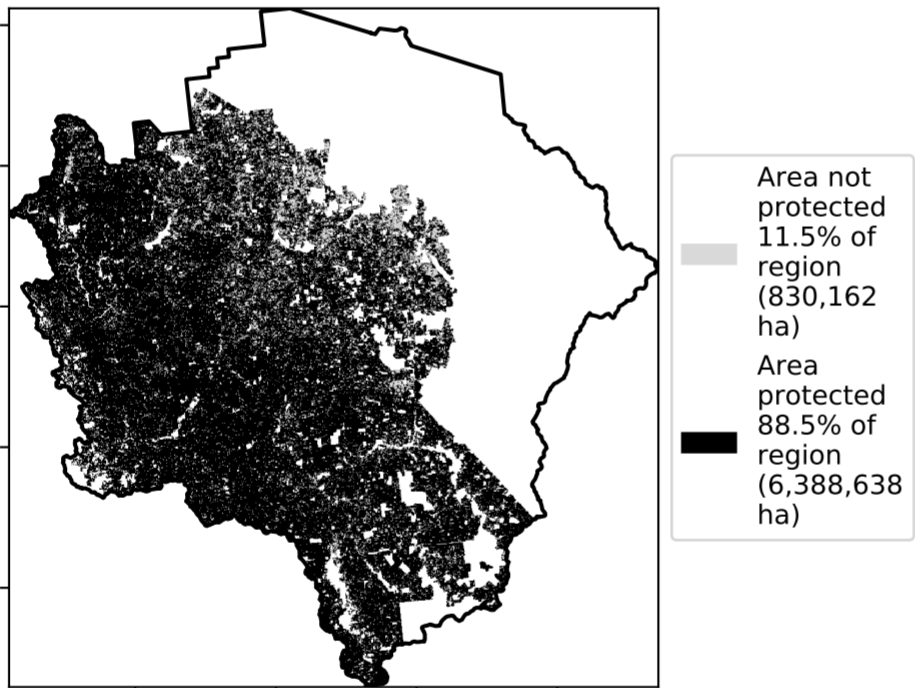 Area not
protected
11.5% of
region
(830,162
ha)
Area
protected
88.5% of
region
(6,388,638
ha)